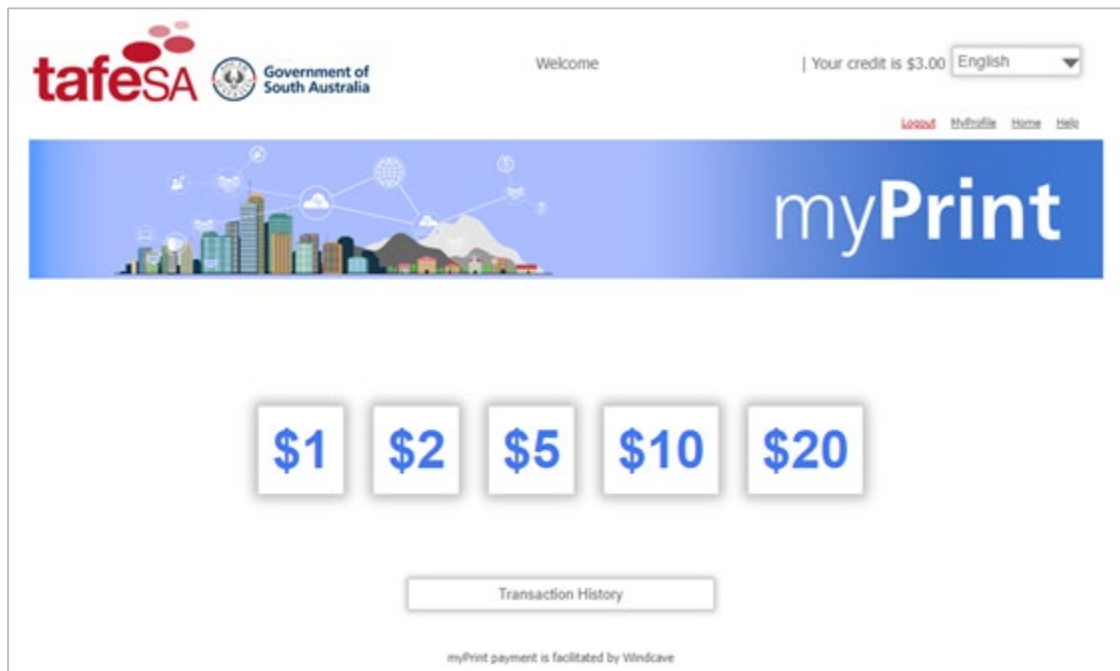 tafeSA
Government of
South Australia
Welcome
| Your credit is $3.00
English
Logout MyProfile Home Help
myPrint
$1 $2 $5 $10 $20
Transaction History
myPrint payment is facilitated by Windcave